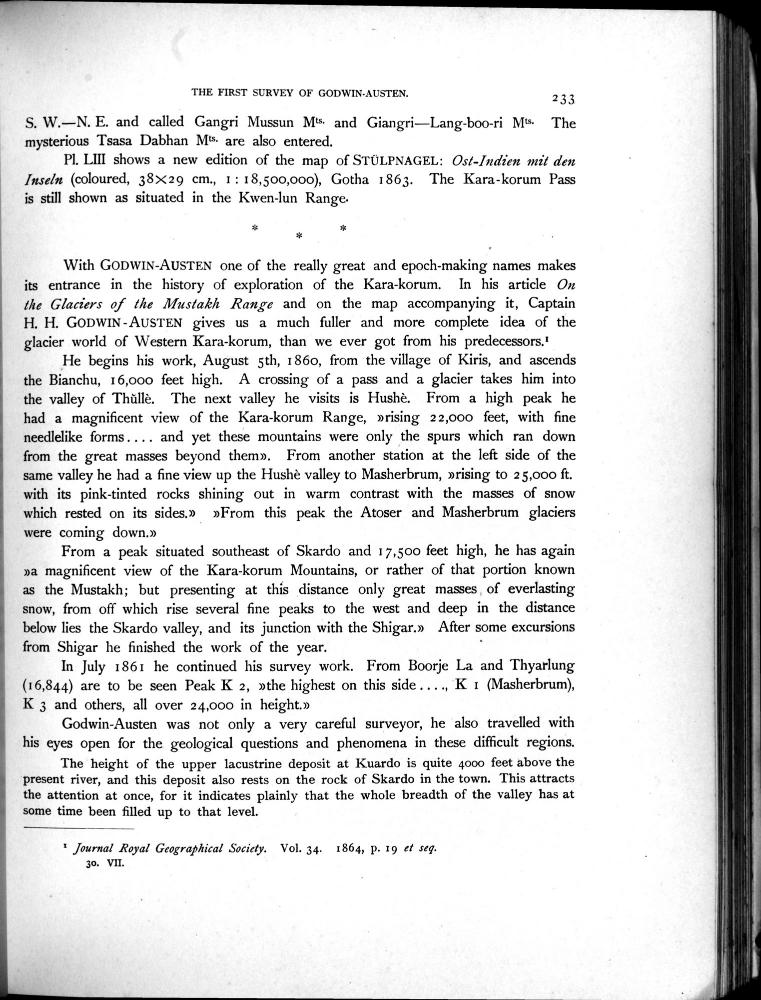 THE FIRST SURVEY OF GODWIN-AUSTEN.
233
S. W.—N. E. and called Gangri Mussun Mts. and Giangri—Lang-boo-ri Mts. The
mysterious Tsasa Dabhan Mts. are also entered.
Pl. LIII shows a new edition of the map of STÜLPNAGEL: Ost-Indien mit den
Inseln (coloured, 38×29 cm., 1 : 18,500,000), Gotha 1863. The Kara-korum Pass
is still shown as situated in the Kwen-lun Range.
* * *
With GODWIN-AUSTEN one of the really great and epoch-making names makes
its entrance in the history of exploration of the Kara-korum. In his article On
the Glaciers of the Mustakh Range and on the map accompanying it, Captain
H. H. GODWIN-AUSTEN gives us a much fuller and more complete idea of the
glacier world of Western Kara-korum, than we ever got from his predecessors.¹
He begins his work, August 5th, 1860, from the village of Kiris, and ascends
the Bianchu, 16,000 feet high. A crossing of a pass and a glacier takes him into
the valley of Thŭllè. The next valley he visits is Hushè. From a high peak he
had a magnificent view of the Kara-korum Range, »rising 22,000 feet, with fine
needlelike forms.... and yet these mountains were only the spurs which ran down
from the great masses beyond them». From another station at the left side of the
same valley he had a fine view up the Hushè valley to Masherbrum, »rising to 25,000 ft.
with its pink-tinted rocks shining out in warm contrast with the masses of snow
which rested on its sides.» »From this peak the Atoser and Masherbrum glaciers
were coming down.»
From a peak situated southeast of Skardo and 17,500 feet high, he has again
»a magnificent view of the Kara-korum Mountains, or rather of that portion known
as the Mustakh; but presenting at this distance only great masses of everlasting
snow, from off which rise several fine peaks to the west and deep in the distance
below lies the Skardo valley, and its junction with the Shigar.» After some excursions
from Shigar he finished the work of the year.
In July 1861 he continued his survey work. From Boorje La and Thyarlung
(16,844) are to be seen Peak K 2, »the highest on this side...., K 1 (Masherbrum),
K 3 and others, all over 24,000 in height.»
Godwin-Austen was not only a very careful surveyor, he also travelled with
his eyes open for the geological questions and phenomena in these difficult regions.
The height of the upper lacustrine deposit at Kuardo is quite 4000 feet above the
present river, and this deposit also rests on the rock of Skardo in the town. This attracts
the attention at once, for it indicates plainly that the whole breadth of the valley has at
some time been filled up to that level.
¹ Journal Royal Geographical Society. Vol. 34. 1864, p. 19 et seq.
30. VII.